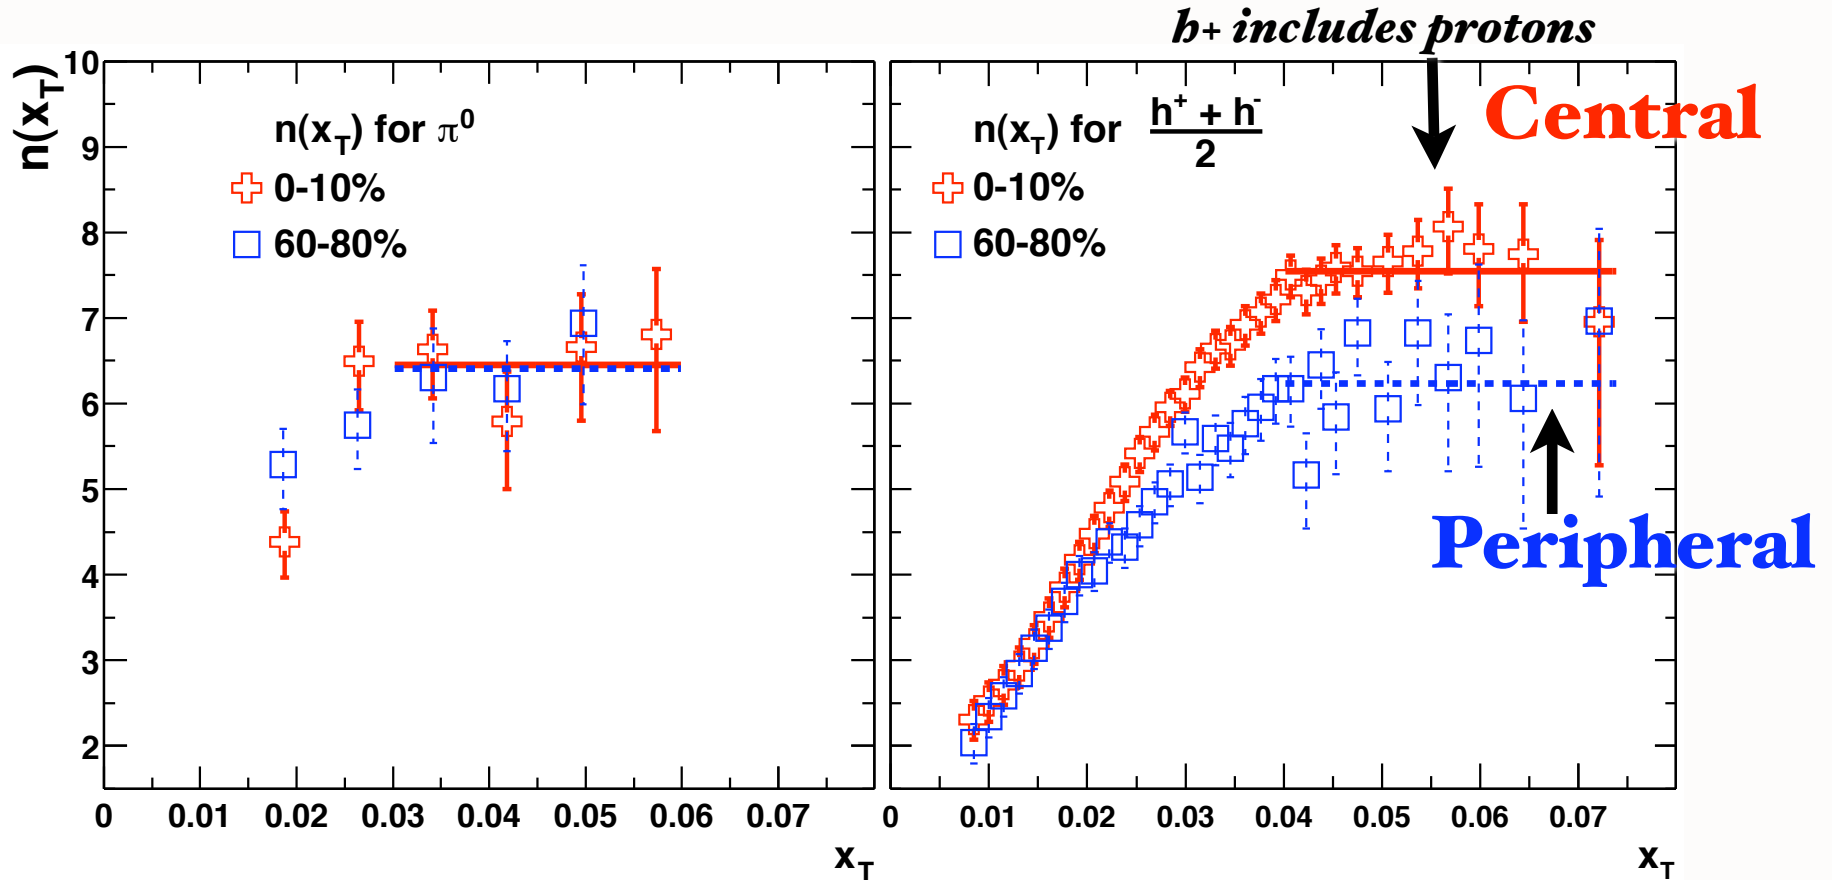 h+ includes protons
n(x_T)
10
9
8
7
6
5
4
3
2
n(x_T) for π⁰
0-10%
60-80%
0 0.01 0.02 0.03 0.04 0.05 0.06 0.07
x_T
n(x_T) for h⁺ + h⁻
2
0-10%
60-80%
Central
Peripheral
0 0.01 0.02 0.03 0.04 0.05 0.06 0.07
x_T